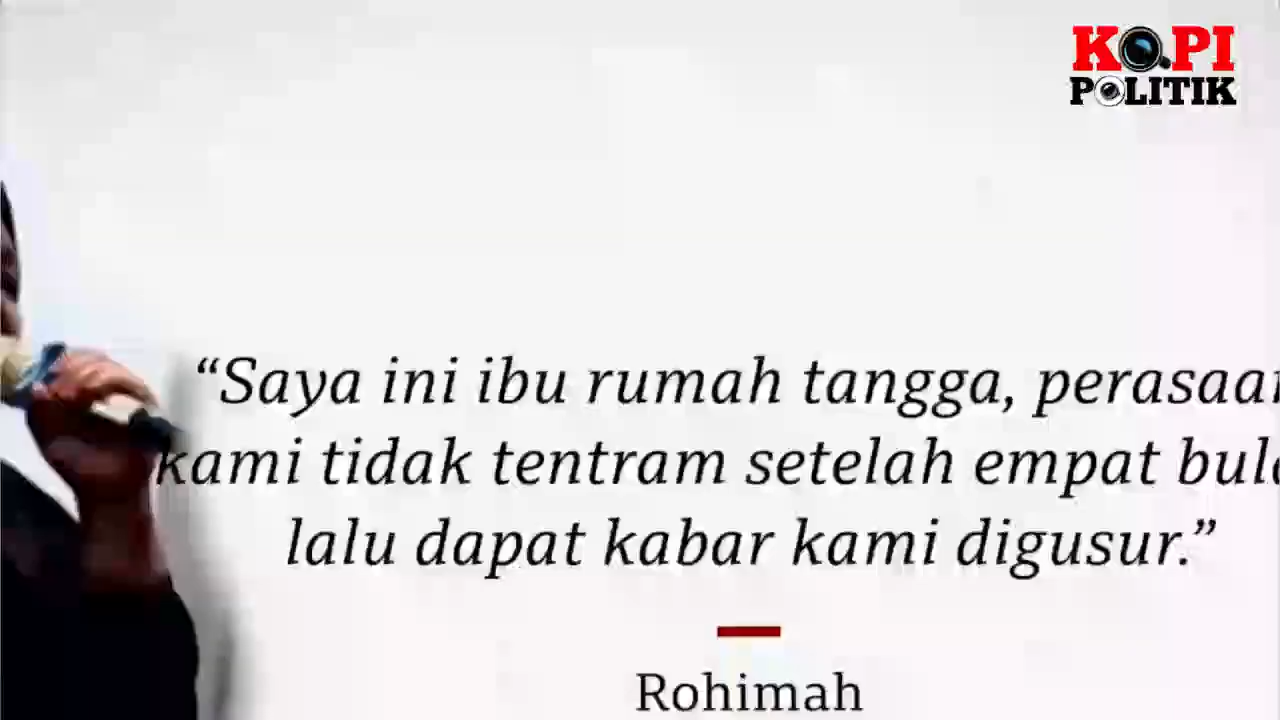 KOPI
POLITIK
“Saya ini ibu rumah tangga,
kami tidak tentram setelah empat
lalu dapat kabar kami digusur.”
Rohimah